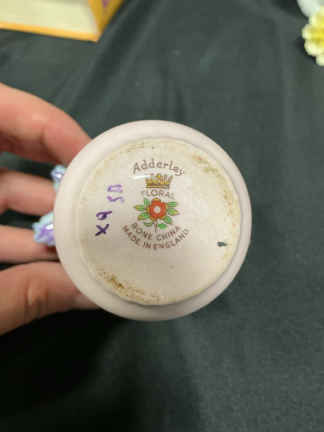 Adderley
FLORAL
BONE CHINA
MADE IN ENGLAND